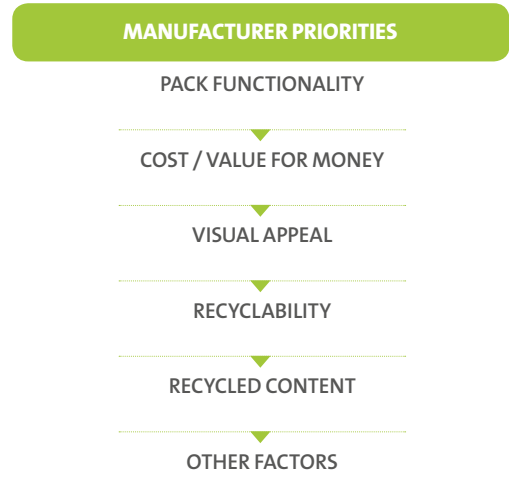 MANUFACTURER PRIORITIES
PACK FUNCTIONALITY
COST / VALUE FOR MONEY
VISUAL APPEAL
RECYCLABILITY
RECYCLED CONTENT
OTHER FACTORS